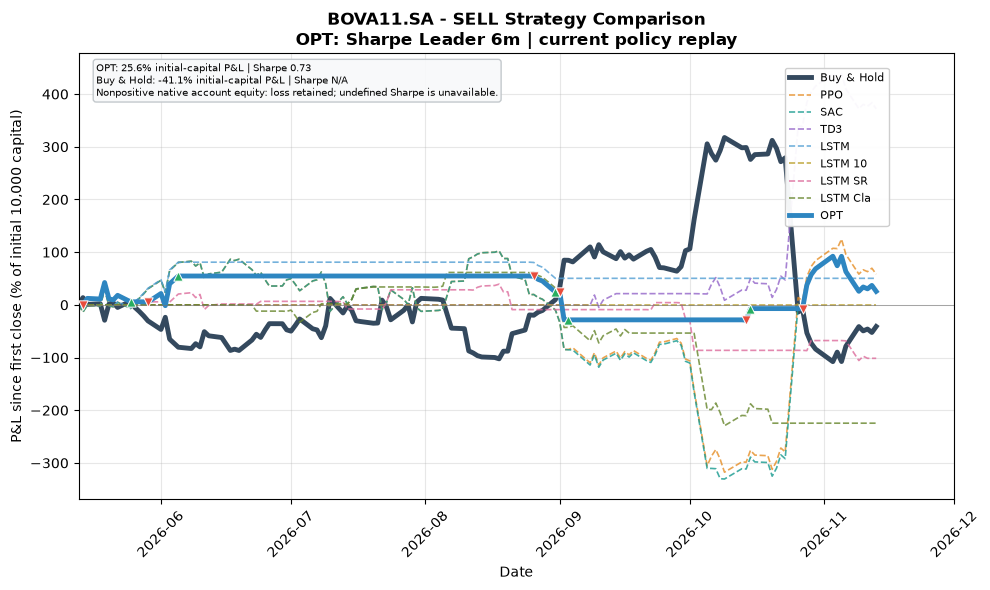 BOVA11.SA - SELL Strategy Comparison
OPT: Sharpe Leader 6m | current policy replay
OPT: 25.6% initial-capital P&L | Sharpe 0.73
Buy & Hold: -41.1% initial-capital P&L | Sharpe N/A
Nonpositive native account equity: loss retained; undefined Sharpe is unavailable.
Buy & Hold
PPO
SAC
TD3
LSTM
LSTM 10
LSTM SR
LSTM Cla
OPT
P&L since first close (% of initial 10,000 capital)
400
300
200
100
0
−100
−200
−300
2026-06
2026-07
2026-08
2026-09
2026-10
2026-11
2026-12
Date